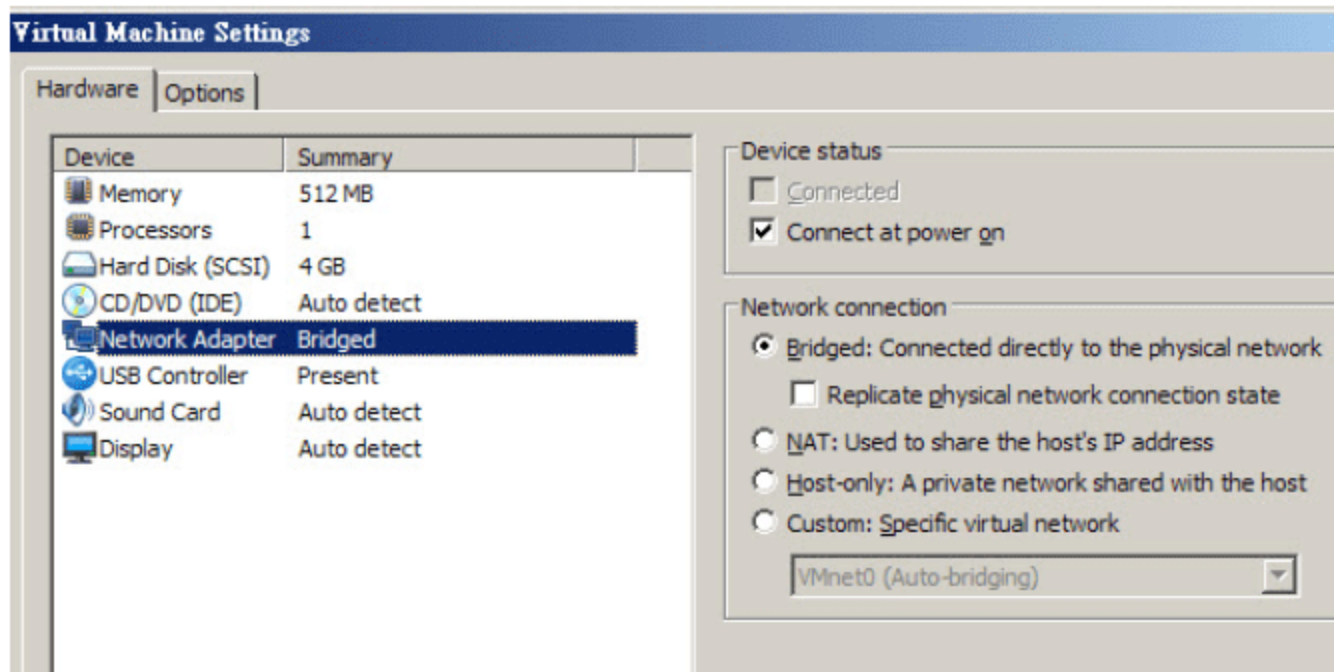 Virtual Machine Settings
Hardware Options
Device Summary
Memory 512 MB
Processors 1
Hard Disk (SCSI) 4 GB
CD/DVD (IDE) Auto detect
Network Adapter Bridged
USB Controller Present
Sound Card Auto detect
Display Auto detect
Device status
Connected
Connect at power on
Network connection
Bridged: Connected directly to the physical network
Replicate physical network connection state
NAT: Used to share the host's IP address
Host-only: A private network shared with the host
Custom: Specific virtual network
VMnet0 (Auto-bridging)